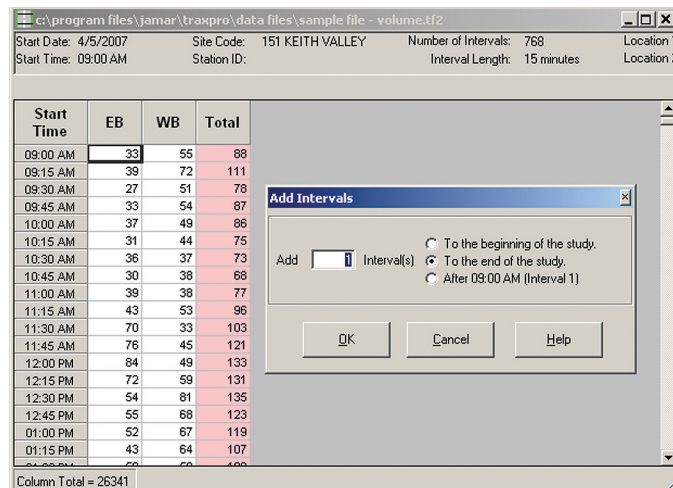 c:\program files\jamar\traxpro\data files\sample file - volume.tf2
Start Date: 4/5/2007 Site Code: 151 KEITH VALLEY Number of Intervals: 768 Location
Start Time: 09:00 AM Station ID: Interval Length: 15 minutes Location
Start Time EB WB Total
09:00 AM 33 55 88
09:15 AM 39 72 111
09:30 AM 27 51 78
09:45 AM 33 54 87
10:00 AM 37 49 86
10:15 AM 31 44 75
10:30 AM 36 37 73
10:45 AM 30 38 68
11:00 AM 39 38 77
11:15 AM 43 53 96
11:30 AM 70 33 103
11:45 AM 76 45 121
12:00 PM 84 49 133
12:15 PM 72 59 131
12:30 PM 54 81 135
12:45 PM 55 68 123
01:00 PM 52 67 119
01:15 PM 43 64 107
Column Total = 26341
Add Intervals
Add 1 Interval(s)
To the beginning of the study.
To the end of the study.
After 09:00 AM (Interval 1)
OK Cancel Help